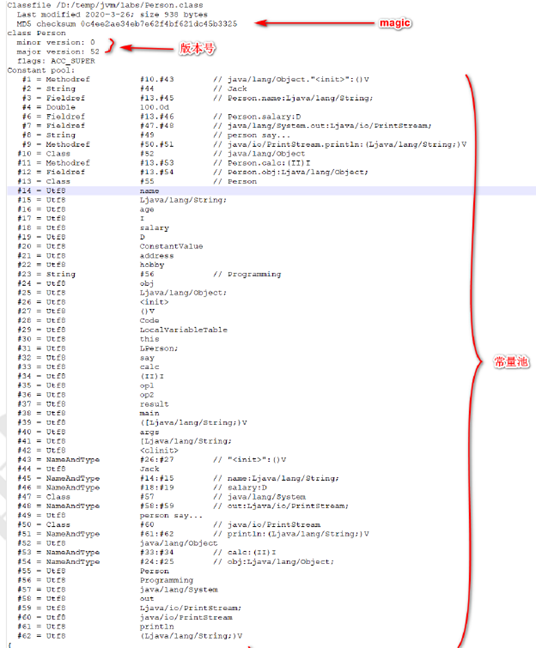 Classfile /D:/temp/jvm/labs/Person.class
Last modified 2020-3-26; size 938 bytes
MD5 checksum 0c4ee2ae34eb7e62f4bf621dc45b3325 magic
class Person
minor version: 0 版本号
major version: 52
flags: ACC_SUPER
Constant pool:
#1 = Methodref #10.#43 // java/lang/Object."<init>":()V
#2 = String #44 // Jack
#3 = Fieldref #13.#45 // Person.name:Ljava/lang/String;
#4 = Double 100.0d
#6 = Fieldref #13.#46 // Person.salary:D
#7 = Fieldref #47.#48 // java/lang/System.out:Ljava/io/PrintStream;
#8 = String #49 // person say...
#9 = Methodref #50.#51 // java/io/PrintStream.println:(Ljava/lang/String;)V
#10 = Class #52 // java/lang/Object
#11 = Methodref #13.#53 // Person.calc:(II)I
#12 = Fieldref #13.#54 // Person.obj:Ljava/lang/Object;
#13 = Class #55 // Person
#14 = Utf8 name
#15 = Utf8 Ljava/lang/String;
#16 = Utf8 age
#17 = Utf8 I
#18 = Utf8 salary
#19 = Utf8 D
#20 = Utf8 ConstantValue
#21 = Utf8 address
#22 = Utf8 hobby
#23 = String #56 // Programming
#24 = Utf8 obj
#25 = Utf8 Ljava/lang/Object;
#26 = Utf8 <init>
#27 = Utf8 ()V
#28 = Utf8 Code
#29 = Utf8 LocalVariableTable
#30 = Utf8 this
#31 = Utf8 LPerson;
#32 = Utf8 say
#33 = Utf8 calc 常量池
#34 = Utf8 (II)I
#35 = Utf8 op1
#36 = Utf8 op2
#37 = Utf8 result
#38 = Utf8 main
#39 = Utf8 ([Ljava/lang/String;)V
#40 = Utf8 args
#41 = Utf8 [Ljava/lang/String;
#42 = Utf8 <clinit>
#43 = NameAndType #26:#27 // "<init>":()V
#44 = Utf8 Jack
#45 = NameAndType #14:#15 // name:Ljava/lang/String;
#46 = NameAndType #18:#19 // salary:D
#47 = Class #57 // java/lang/System
#48 = NameAndType #58:#59 // out:Ljava/io/PrintStream;
#49 = Utf8 person say...
#50 = Class #60 // java/io/PrintStream
#51 = NameAndType #61:#62 // println:(Ljava/lang/String;)V
#52 = Utf8 java/lang/Object
#53 = NameAndType #33:#34 // calc:(II)I
#54 = NameAndType #24:#25 // obj:Ljava/lang/Object;
#55 = Utf8 Person
#56 = Utf8 Programming
#57 = Utf8 java/lang/System
#58 = Utf8 out
#59 = Utf8 Ljava/io/PrintStream;
#60 = Utf8 java/io/PrintStream
#61 = Utf8 println
#62 = Utf8 (Ljava/lang/String;)V
{